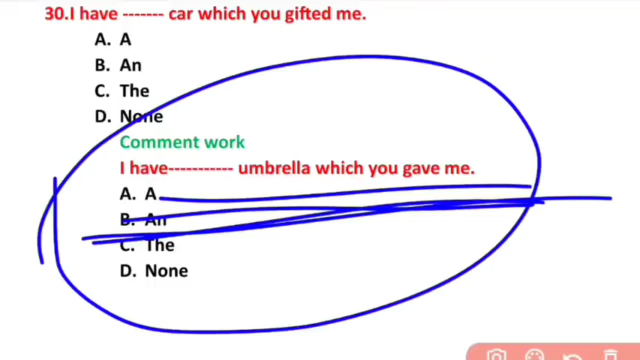 30.I have ------- car which you gifted me.
A. A
B. An
C. The
D. None
Comment work
I have----------- umbrella which you gave me.
A. A
B. An
C. The
D. None